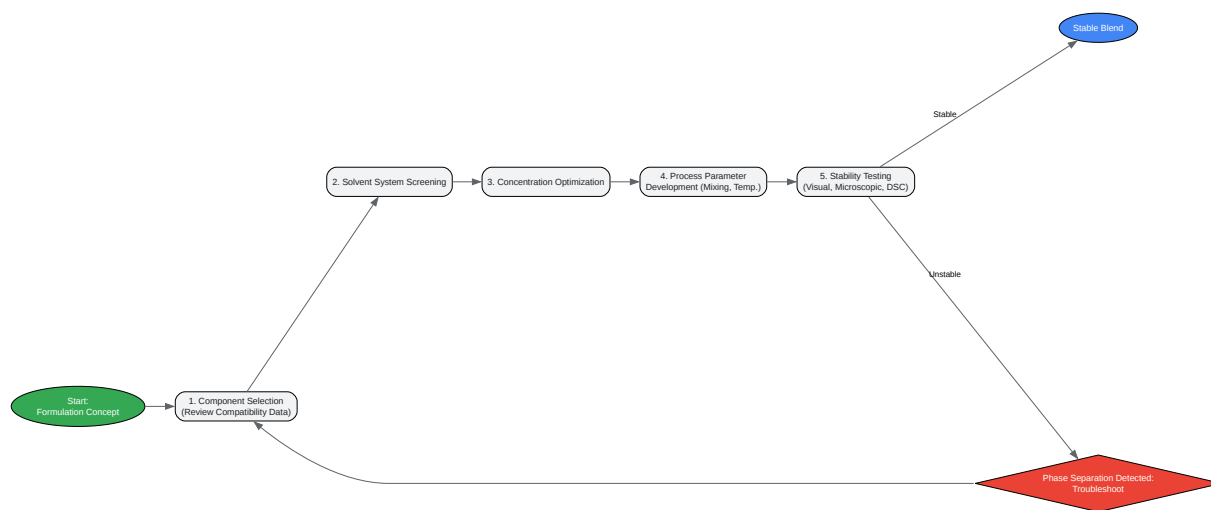 Stable Blend
Stable
2. Solvent System Screening
3. Concentration Optimization
4. Process Parameter
Development (Mixing, Temp.)
5. Stability Testing
(Visual, Microscopic, DSC)
Unstable
Start:
Formulation Concept
1. Component Selection
(Review Compatibility Data)
Phase Separation Detected:
Troubleshoot